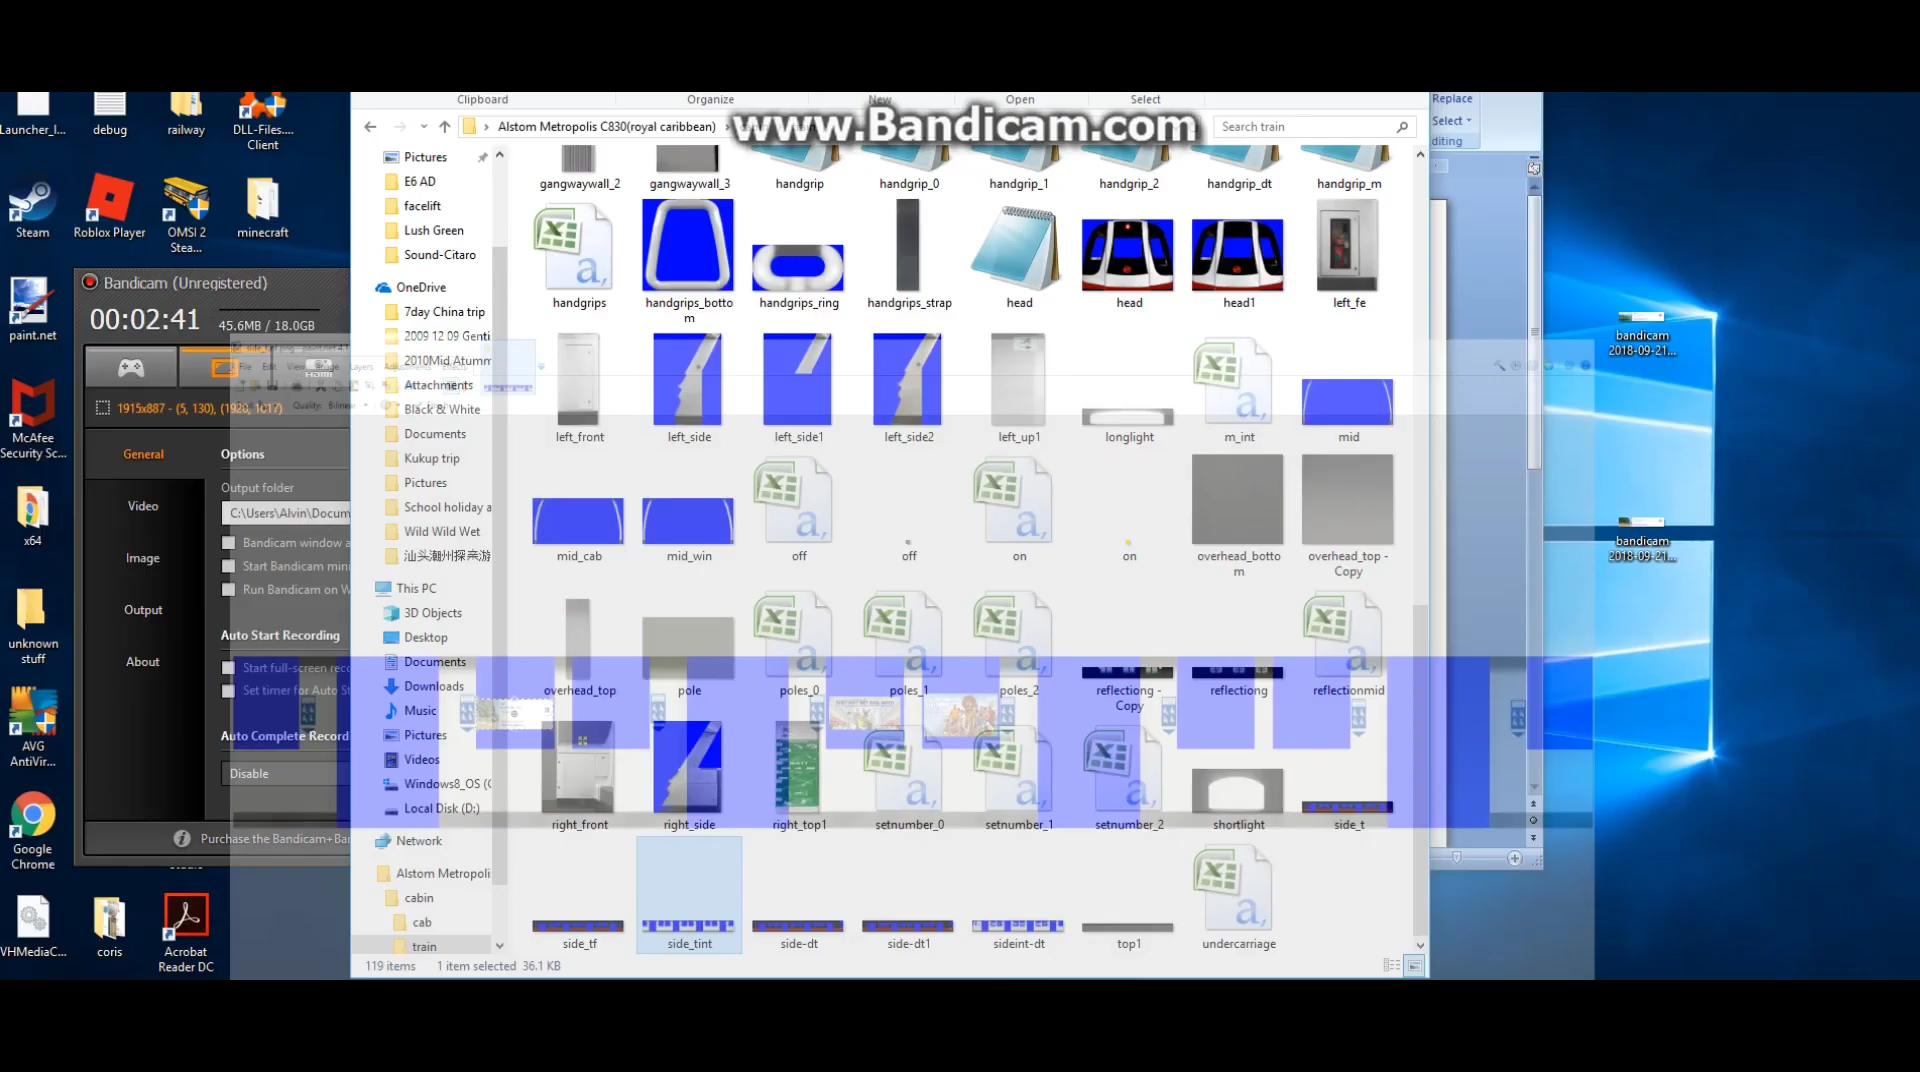 www.Bandicam.com
Launcher_l...
debug
railway
DLL-Files....
Client
Steam
Roblox Player
OMSI 2
Stea...
minecraft
paint.net
McAfee
Security Sc...
x64
unknown
stuff
AVG
AntiVir...
Google
Chrome
VHMediaC...
coris
Acrobat
Reader DC
Bandicam (Unregistered)
00:02:41
45.6MB / 18.0GB
1915x887 - (5, 130), (1920, 1017)
General
Video
Image
Output
About
Options
Output folder
C:\Users\Alvin\Docum
Bandicam window a
Start Bandicam mini
Run Bandicam on W
Auto Start Recording
Start full-screen reco
Set timer for Auto St
Auto Complete Record
Disable
Purchase the Bandicam+Ban
Clipboard
Organize
New
Open
Select
Alstom Metropolis C830(royal caribbean)
Search train
Pictures
E6 AD
facelift
Lush Green
Sound-Citaro
OneDrive
7day China trip
2009 12 09 Genti
2010Mid Atumm
Attachments
Black & White
Documents
Kukup trip
Pictures
School holiday a
Wild Wild Wet
汕头潮州探亲游
This PC
3D Objects
Desktop
Documents
Downloads
Music
Pictures
Videos
Windows8_OS (C
Local Disk (D:)
Network
Alstom Metropoli
cabin
cab
train
gangwaywall_2
gangwaywall_3
handgrip
handgrip_0
handgrip_1
handgrip_2
handgrip_dt
handgrip_m
handgrips
handgrips_botto
m
handgrips_ring
handgrips_strap
head
head
head1
left_fe
left_front
left_side
left_side1
left_side2
left_up1
longlight
m_int
mid
mid_cab
mid_win
off
off
on
on
overhead_botto
m
overhead_top -
Copy
overhead_top
pole
poles_0
poles_1
poles_2
reflectiong -
Copy
reflectiong
reflectionmid
right_front
right_side
right_top1
setnumber_0
setnumber_1
setnumber_2
shortlight
side_t
side_tf
side_tint
side-dt
side-dt1
sideint-dt
top1
undercarriage
119 items
1 item selected 36.1 KB
Replace
Select
diting
bandicam
2018-09-21...
bandicam
2018-09-21...
File
Edit
View
Layers
Quality: